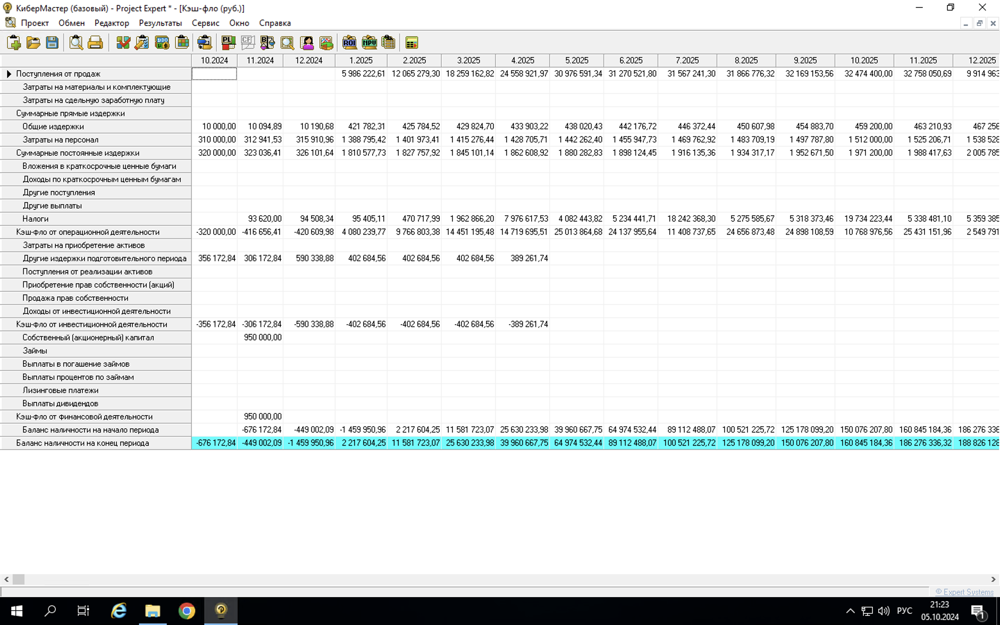 КиберМастер (базовый) - Project Expert * - [Кэш-фло (руб.)]
Проект Обмен Редактор Результаты Сервис Окно Справка
PL CF B ROI NPV
10.2024 11.2024 12.2024 1.2025 2.2025 3.2025 4.2025 5.2025 6.2025 7.2025 8.2025 9.2025 10.2025 11.2025 12.2025
Поступления от продаж 5 986 222,61 12 065 279,30 18 259 162,82 24 558 921,97 30 976 591,34 31 270 521,80 31 567 241,30 31 866 776,32 32 169 153,56 32 474 400,00 32 758 050,69 9 914 963
Затраты на материалы и комплектующие
Затраты на сдельную заработную плату
Суммарные прямые издержки
Общие издержки 10 000,00 10 094,89 10 190,68 421 782,31 425 784,52 429 824,70 433 903,22 438 020,43 442 176,72 446 372,44 450 607,98 454 883,70 459 200,00 463 210,93 467 256
Затраты на персонал 310 000,00 312 941,53 315 910,96 1 388 795,42 1 401 973,41 1 415 276,44 1 428 705,71 1 442 262,40 1 455 947,73 1 469 762,92 1 483 709,19 1 497 787,80 1 512 000,00 1 525 206,71 1 538 528
Суммарные постоянные издержки 320 000,00 323 036,41 326 101,64 1 810 577,73 1 827 757,92 1 845 101,14 1 862 608,92 1 880 282,83 1 898 124,45 1 916 135,36 1 934 317,17 1 952 671,50 1 971 200,00 1 988 417,63 2 005 785
Вложения в краткосрочные ценные бумаги
Доходы по краткосрочным ценным бумагам
Другие поступления
Другие выплаты
Налоги 93 620,00 94 508,34 95 405,11 470 717,99 1 962 866,20 7 976 617,53 4 082 443,82 5 234 441,71 18 242 368,30 5 275 585,67 5 318 373,46 19 734 223,44 5 338 481,10 5 359 385
Кэш-фло от операционной деятельности -320 000,00 -416 656,41 -420 609,98 4 080 239,77 9 766 803,38 14 451 195,48 14 719 695,51 25 013 864,68 24 137 955,64 11 408 737,65 24 656 873,48 24 898 108,59 10 768 976,56 25 431 151,96 2 549 791
Затраты на приобретение активов
Другие издержки подготовительного периода 356 172,84 306 172,84 590 338,88 402 684,56 402 684,56 402 684,56 389 261,74
Поступления от реализации активов
Приобретение прав собственности (акций)
Продажа прав собственности
Доходы от инвестиционной деятельности
Кэш-фло от инвестиционной деятельности -356 172,84 -306 172,84 -590 338,88 -402 684,56 -402 684,56 -402 684,56 -389 261,74
Собственный (акционерный) капитал 950 000,00
Займы
Выплаты в погашение займов
Выплаты процентов по займам
Лизинговые платежи
Выплаты дивидендов
Кэш-фло от финансовой деятельности 950 000,00
Баланс наличности на начало периода -676 172,84 -449 002,09 -1 459 950,96 2 217 604,25 11 581 723,07 25 630 233,98 39 960 667,75 64 974 532,44 89 112 488,07 100 521 225,72 125 178 099,20 150 076 207,80 160 845 184,36 186 276 336
Баланс наличности на конец периода -676 172,84 -449 002,09 -1 459 950,96 2 217 604,25 11 581 723,07 25 630 233,98 39 960 667,75 64 974 532,44 89 112 488,07 100 521 225,72 125 178 099,20 150 076 207,80 160 845 184,36 186 276 336,32 188 826 128
© Expert Systems
РУС
21:23
05.10.2024
1